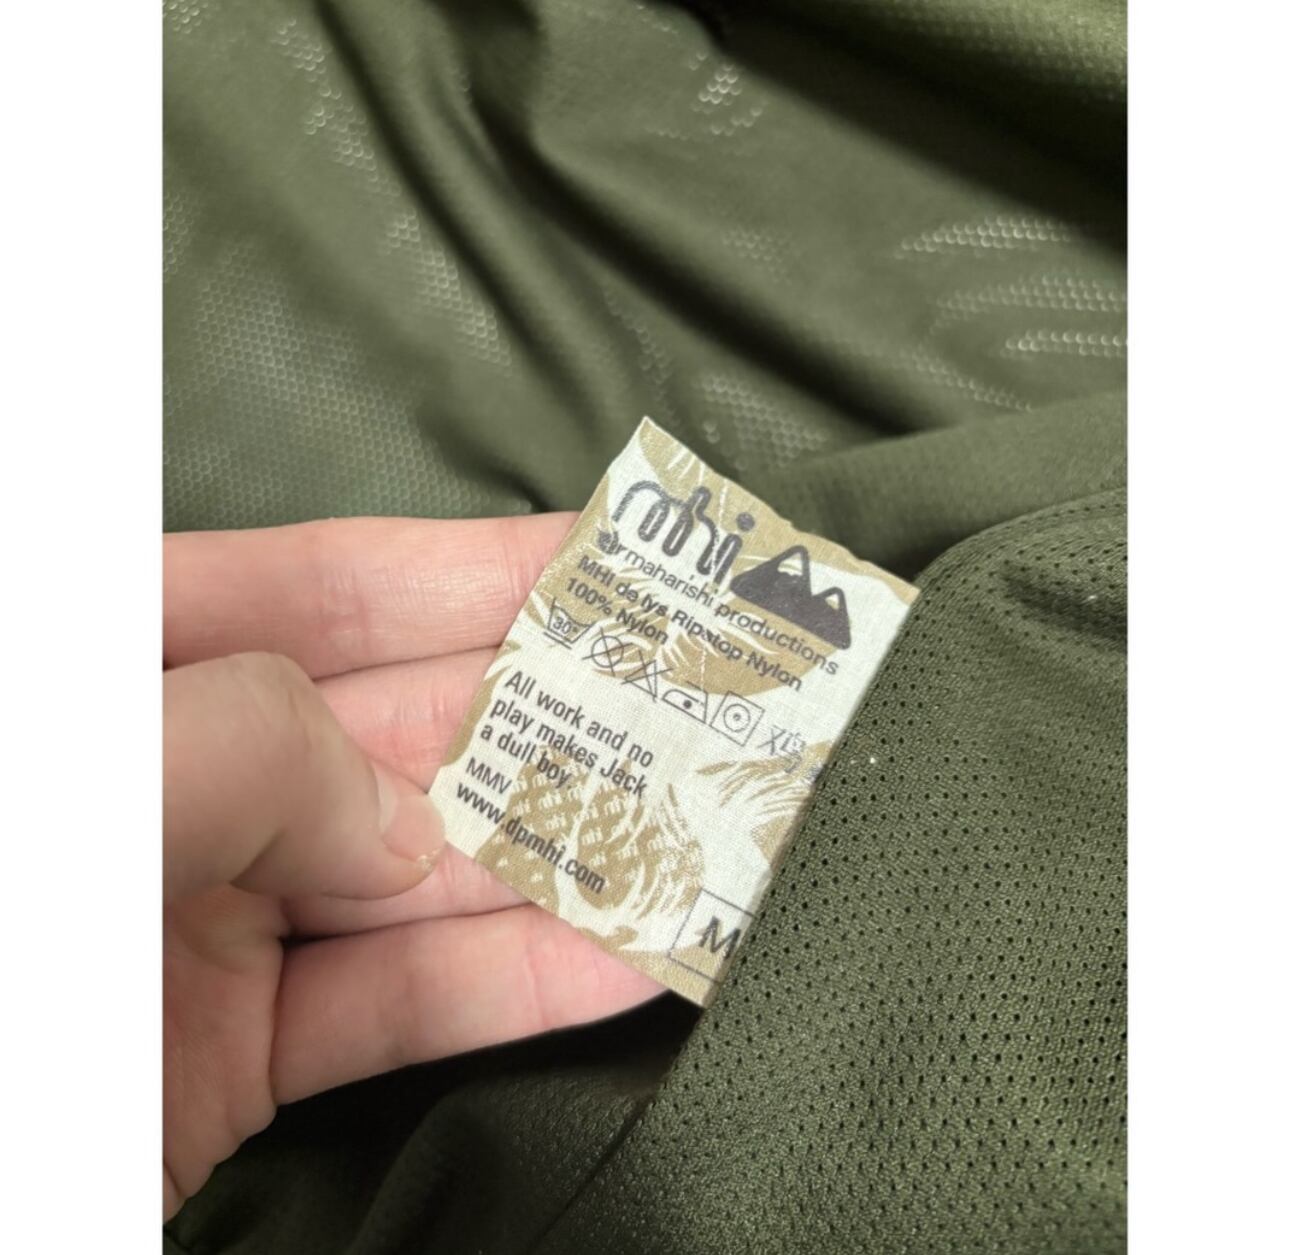 mhi
maharishi productions
MHI de lys Ripstop Nylon
100% Nylon
30°
All work and no
play makes Jack
a dull boy.
MMV
www.dpmhi.com
M